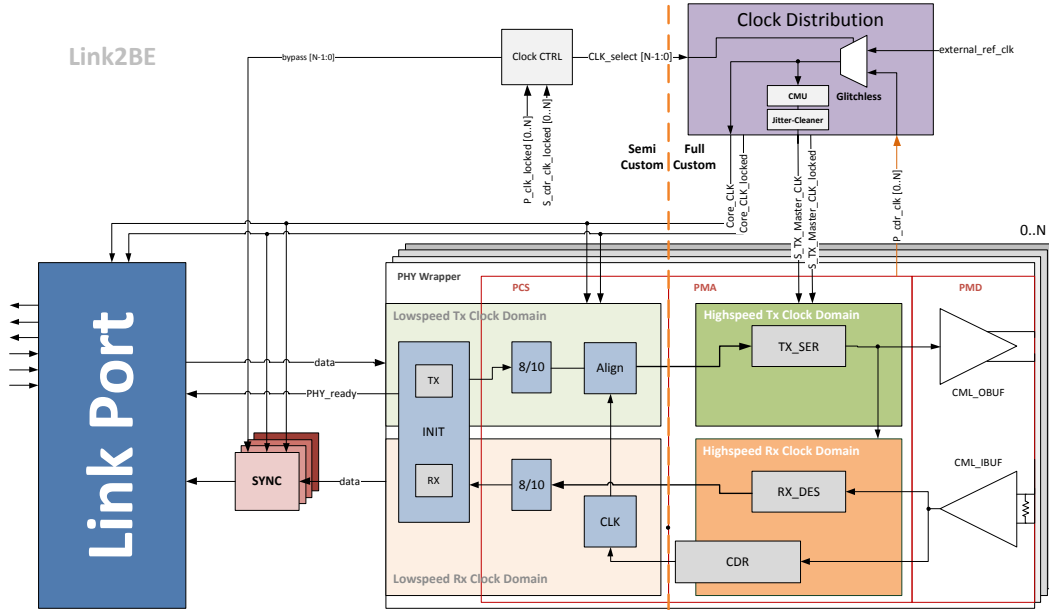 Link2BE
Clock Distribution
bypass [N-1:0]
Clock CTRL
CLK_select [N-1:0]
external_ref_clk
Glitchless
CMU
Jitter-Cleaner
P_clk_locked [0..N]
S_cdr_clk_locked [0..N]
Semi
Custom
Full
Custom
Core_CLK
Core_CLK_locked
S_TX_Master_CLK
S_TX_Master_CLK_locked
P_cdr_clk [0..N]
0..N
PHY Wrapper
PCS
PMA
PMD
Lowspeed Tx Clock Domain
Highspeed Tx Clock Domain
Link Port
data
PHY_ready
TX
INIT
RX
8/10
Align
TX_SER
CML_OBUF
Highspeed Rx Clock Domain
CML_IBUF
SYNC
data
8/10
CLK
RX_DES
CDR
Lowspeed Rx Clock Domain